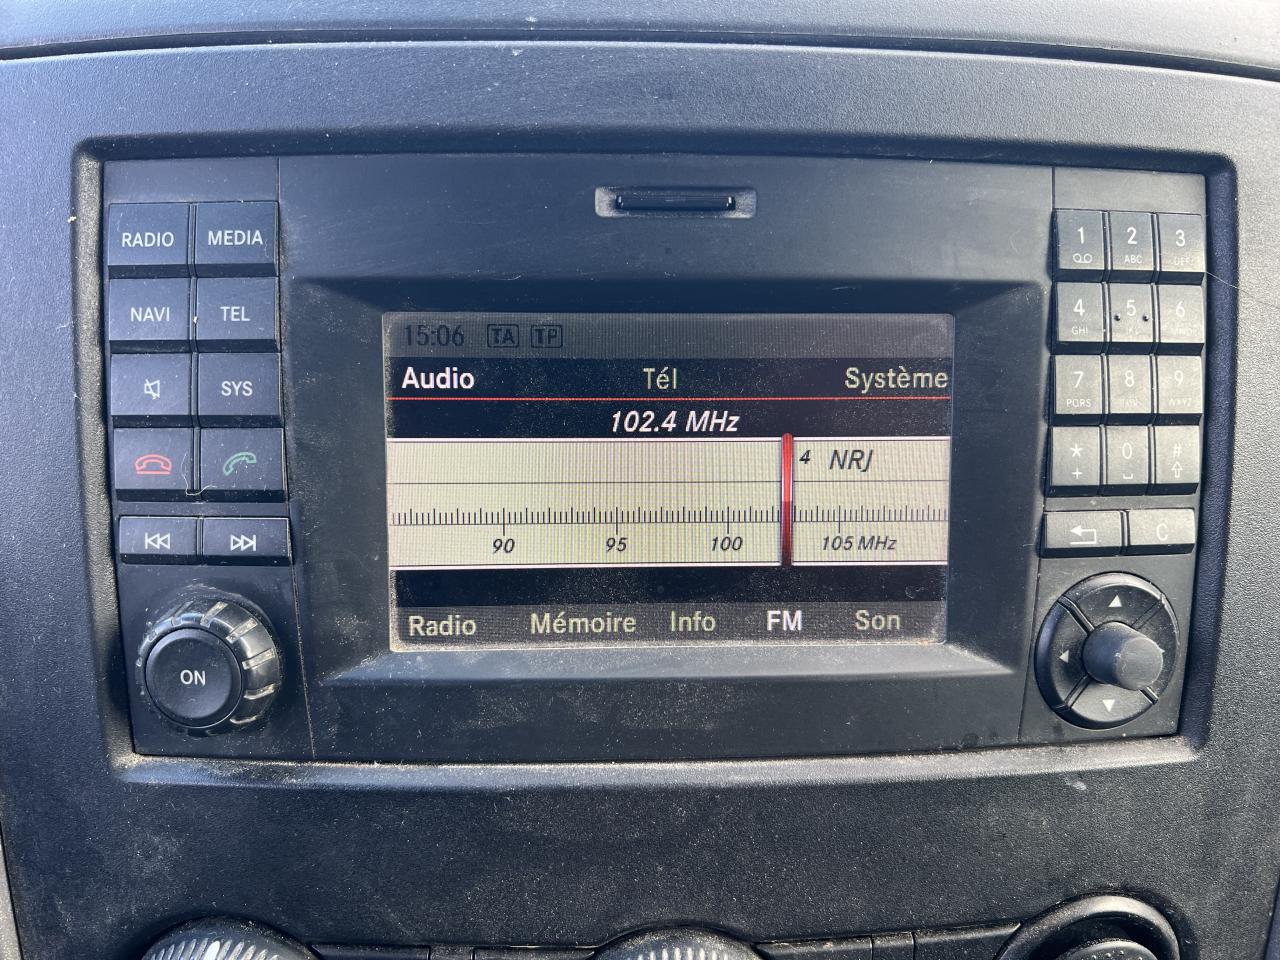 RADIO MEDIA
NAVI TEL
SYS
ON
15:06 TA TP
Audio Tél Système
102.4 MHz
4 NRJ
90 95 100 105 MHz
Radio Mémoire Info FM Son
1 2 3
ABC
4 5 6
GHI
7 8 9
PQRS WXYZ
* 0 #
+
C